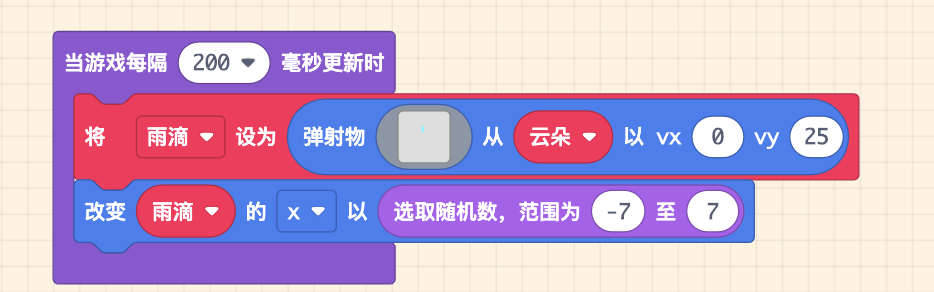 当游戏每隔 200 毫秒更新时
将 雨滴 设为 弹射物 从 云朵 以 vx 0 vy 25
改变 雨滴 的 x 以 选取随机数，范围为 -7 至 7